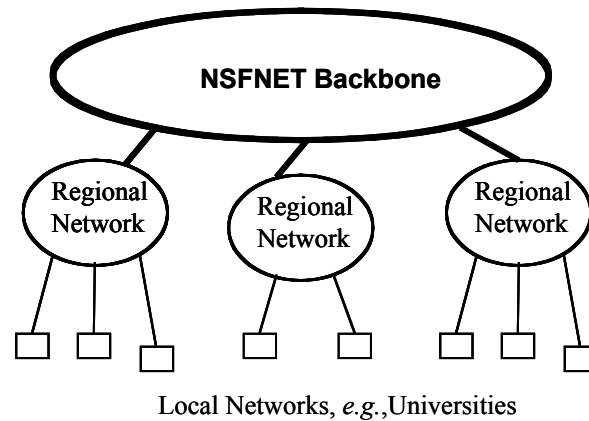 NSFNET Backbone
Regional
Network
Regional
Network
Regional
Network
Local Networks, e.g.,Universities